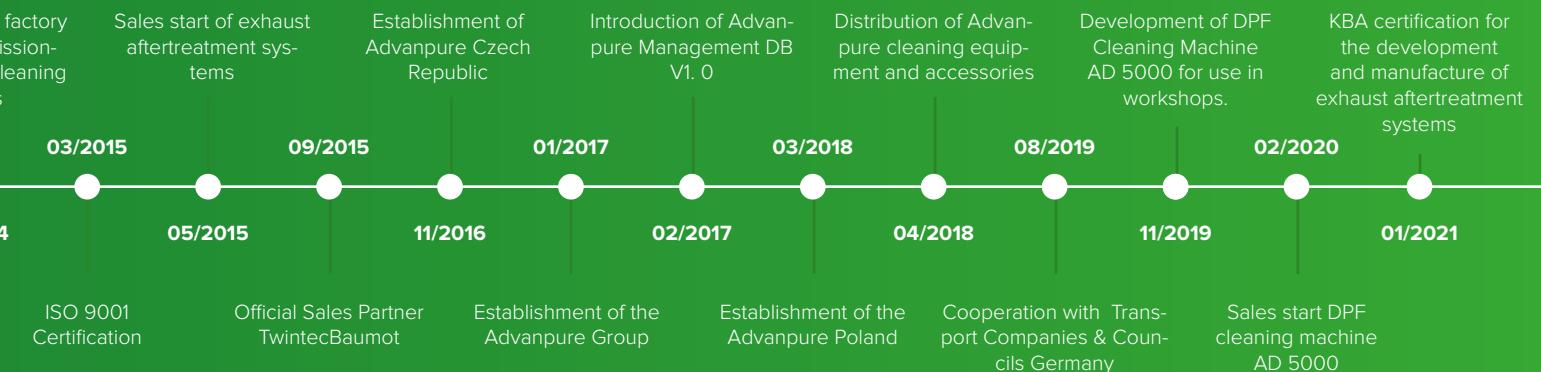 factory
leaning
Sales start of exhaust
aftertreatment sys-
tems
Establishment of
Advanpure Czech
Republic
Introduction of Advan-
pure Management DB
V1. 0
Distribution of Advan-
pure cleaning equip-
ment and accessories
Development of DPF
Cleaning Machine
AD 5000 for use in
workshops.
KBA certification for
the development
and manufacture of
exhaust aftertreatment
systems
03/2015
09/2015
01/2017
03/2018
08/2019
02/2020
4
05/2015
11/2016
02/2017
04/2018
11/2019
01/2021
ISO 9001
Certification
Official Sales Partner
TwintecBaumot
Establishment of the
Advanpure Group
Establishment of the
Advanpure Poland
Cooperation with Trans-
port Companies & Coun-
cils Germany
Sales start DPF
cleaning machine
AD 5000